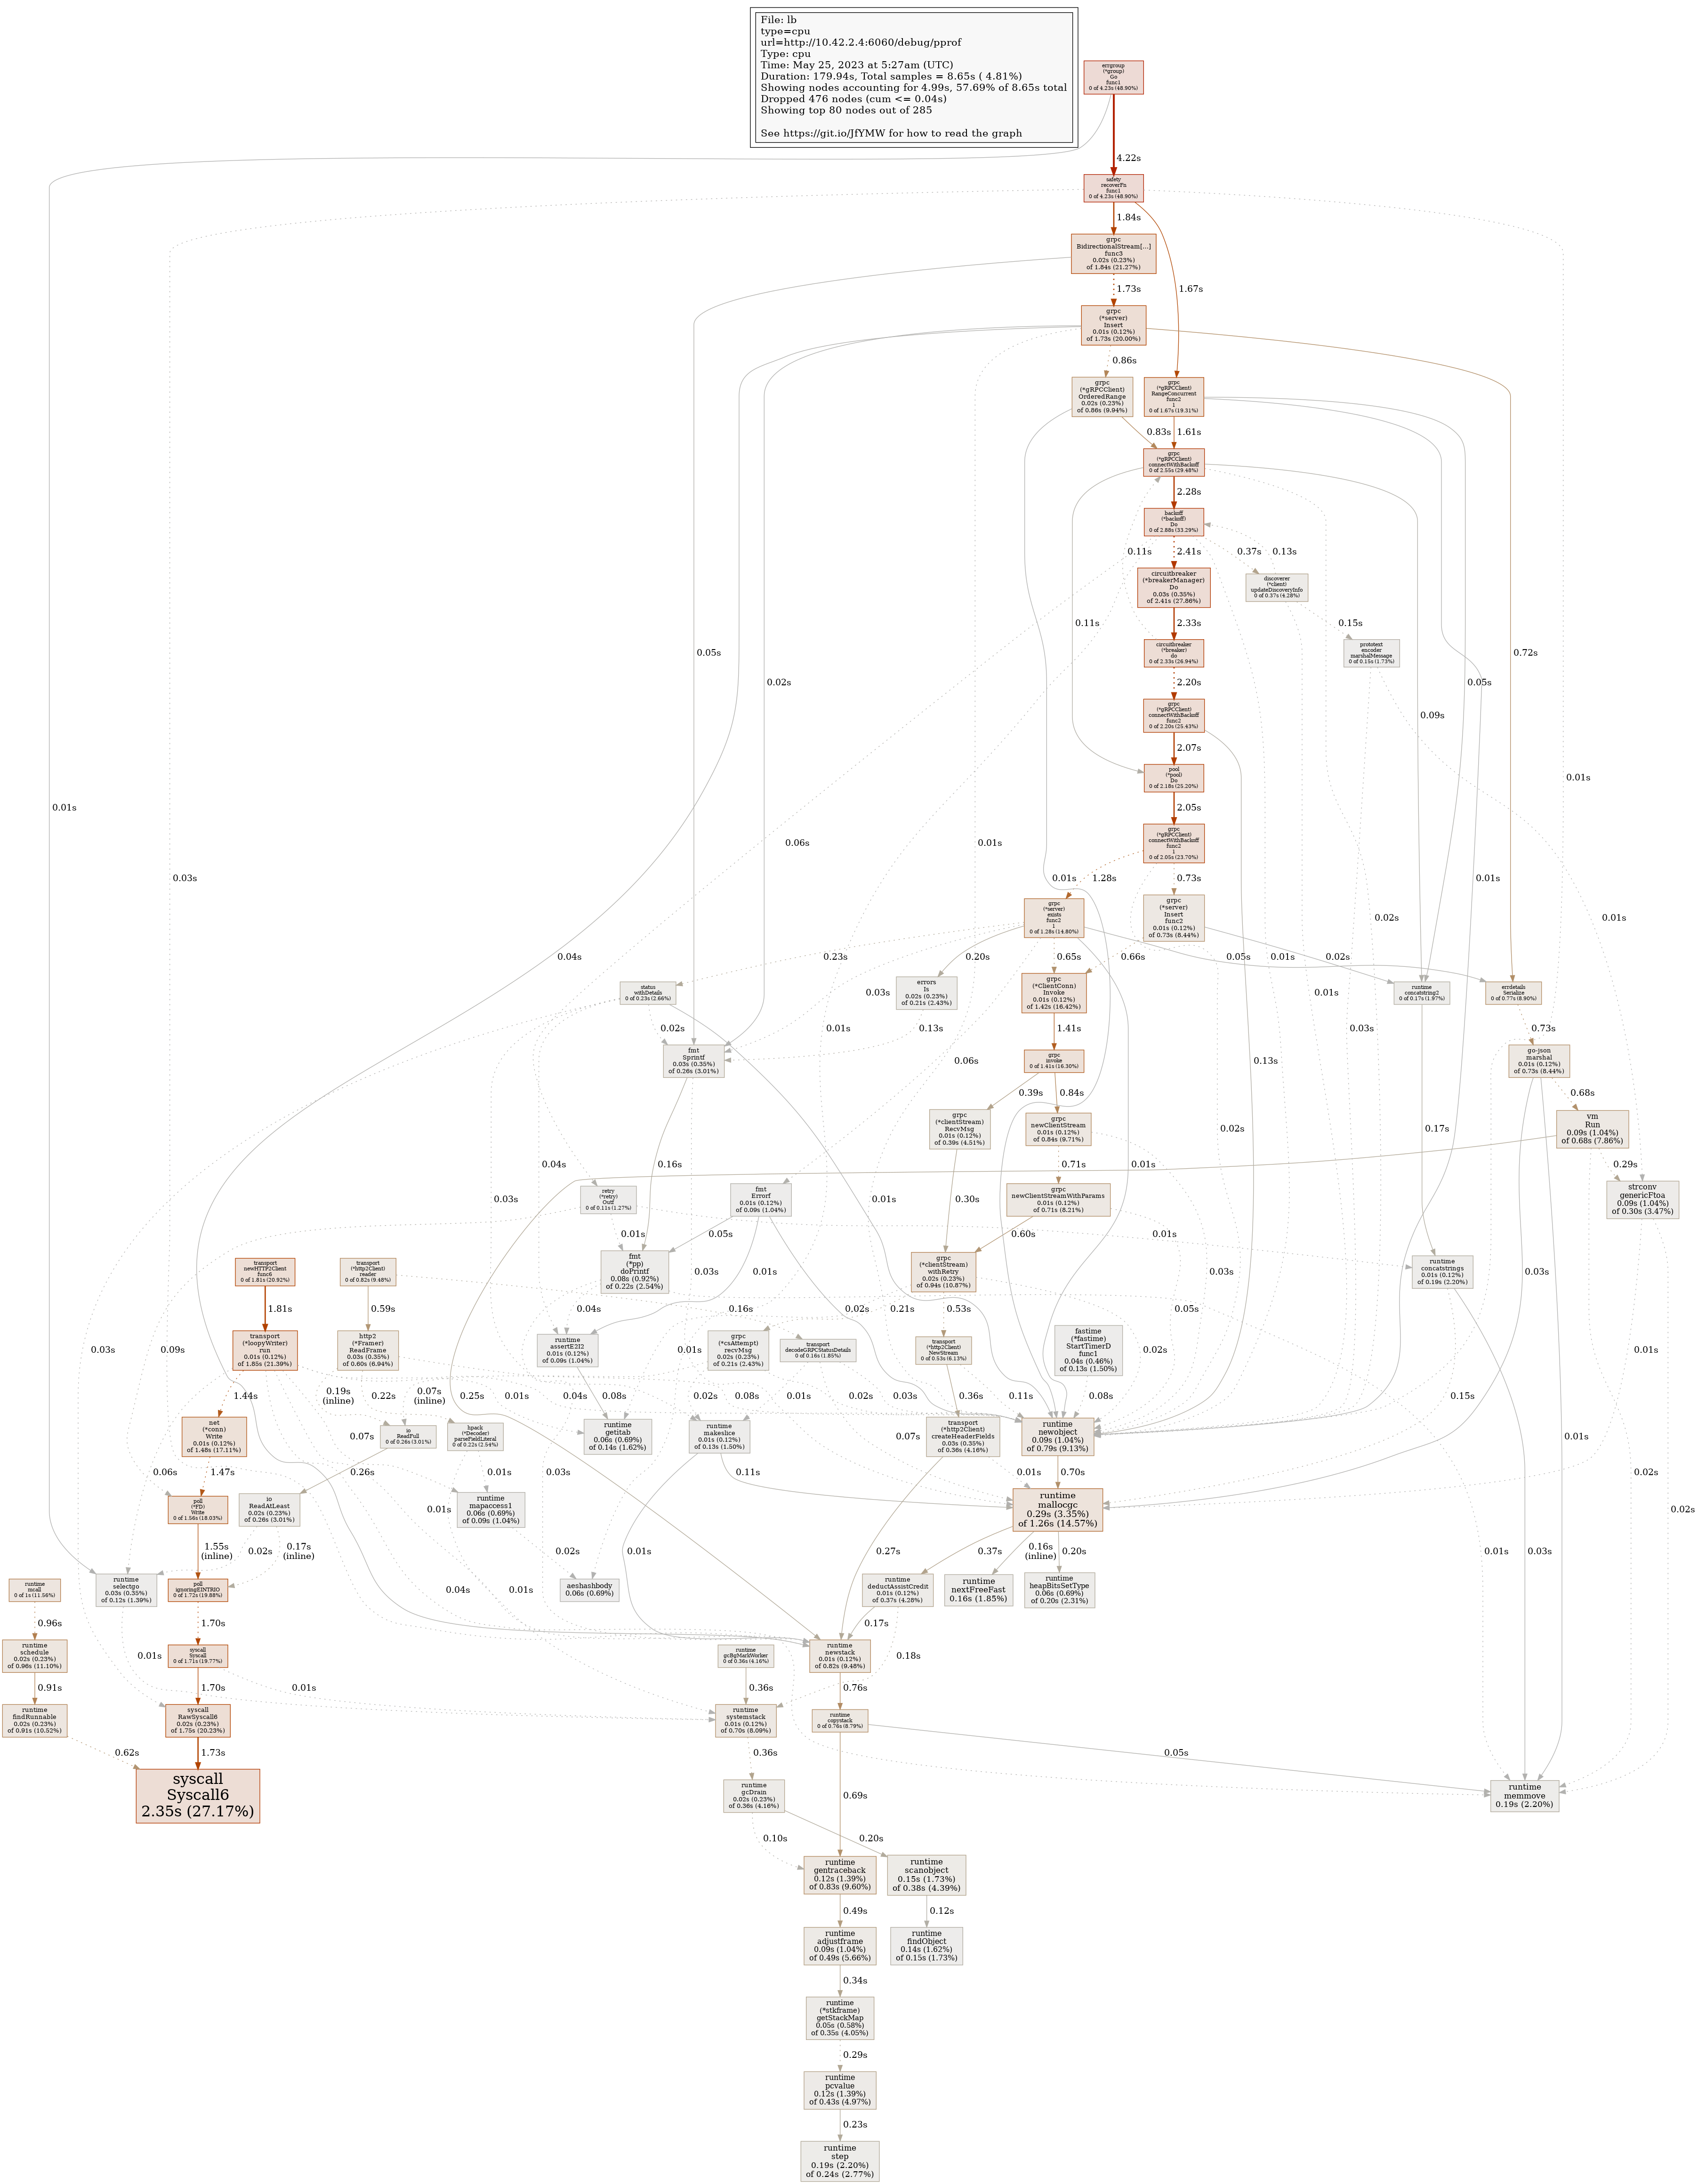 File: lb
type=cpu
url=http://10.42.2.4:6060/debug/pprof
Type: cpu
Time: May 25, 2023 at 5:27am (UTC)
Duration: 179.94s, Total samples = 8.65s ( 4.81%)
Showing nodes accounting for 4.99s, 57.69% of 8.65s total
Dropped 476 nodes (cum <= 0.04s)
Showing top 80 nodes out of 285
See https://git.io/JfYMW for how to read the graph
errgroup
(*group)
Go
func1
0 of 4.23s (48.90%)
4.22s
safety
recoverFn
func1
0 of 4.23s (48.90%)
1.84s
grpc
BidirectionalStream[...]
func3
0.02s (0.23%)
of 1.84s (21.27%)
1.73s
1.67s
grpc
(*server)
Insert
0.01s (0.12%)
of 1.73s (20.00%)
0.86s
grpc
(*gRPCClient)
OrderedRange
0.02s (0.23%)
of 0.86s (9.94%)
grpc
(*gRPCClient)
RangeConcurrent
func2
1
0 of 1.67s (19.31%)
0.83s
1.61s
grpc
(*gRPCClient)
connectWithBackoff
0 of 2.55s (29.48%)
2.28s
backoff
(*backoff)
Do
0 of 2.88s (33.29%)
0.11s
2.41s
0.37s
0.13s
circuitbreaker
(*breakerManager)
Do
0.03s (0.35%)
of 2.41s (27.86%)
discoverer
(*client)
updateDiscoveryInfo
0 of 0.37s (4.28%)
0.11s
2.33s
0.15s
circuitbreaker
(*breaker)
do
0 of 2.33s (26.94%)
prototext
encoder
marshalMessage
0 of 0.15s (1.73%)
0.05s
0.02s
2.20s
0.05s
0.72s
0.09s
grpc
(*gRPCClient)
connectWithBackoff
func2
0 of 2.20s (25.43%)
2.07s
pool
(*pool)
Do
0 of 2.18s (25.20%)
0.01s
0.01s
2.05s
0.03s
0.06s
0.01s
grpc
(*gRPCClient)
connectWithBackoff
func2
1
0 of 2.05s (23.70%)
0.01s
1.28s
0.73s
0.01s
grpc
(*server)
exists
func2
1
0 of 1.28s (14.80%)
grpc
(*server)
Insert
func2
0.01s (0.12%)
of 0.73s (8.44%)
0.02s
0.01s
0.04s
0.23s
0.20s
0.65s
0.66s
0.05s
0.01s
0.02s
status
withDetails
0 of 0.23s (2.66%)
errors
Is
0.02s (0.23%)
of 0.21s (2.43%)
0.03s
grpc
(*ClientConn)
Invoke
0.01s (0.12%)
of 1.42s (16.42%)
0.01s
runtime
concatstring2
0 of 0.17s (1.97%)
errdetails
Serialize
0 of 0.77s (8.90%)
0.02s
0.01s
0.13s
1.41s
0.13s
0.03s
0.73s
fmt
Sprintf
0.03s (0.35%)
of 0.26s (3.01%)
0.06s
grpc
invoke
0 of 1.41s (16.30%)
go-json
marshal
0.01s (0.12%)
of 0.73s (8.44%)
0.39s
0.84s
0.68s
grpc
(*clientStream)
RecvMsg
0.01s (0.12%)
of 0.39s (4.51%)
grpc
newClientStream
0.01s (0.12%)
of 0.84s (9.71%)
0.02s
0.17s
vm
Run
0.09s (1.04%)
of 0.68s (7.86%)
0.04s
0.16s
0.71s
0.01s
0.29s
retry
(*retry)
Outf
0 of 0.11s (1.27%)
0.03s
fmt
Errorf
0.01s (0.12%)
of 0.09s (1.04%)
0.01s
0.30s
grpc
newClientStreamWithParams
0.01s (0.12%)
of 0.71s (8.21%)
strconv
genericFtoa
0.09s (1.04%)
of 0.30s (3.47%)
0.01s
0.05s
0.60s
0.01s
transport
newHTTP2Client
func6
0 of 1.81s (20.92%)
transport
(*http2Client)
reader
0 of 0.82s (9.48%)
fmt
(*pp)
doPrintf
0.08s (0.92%)
of 0.22s (2.54%)
0.03s
0.01s
grpc
(*clientStream)
withRetry
0.02s (0.23%)
of 0.94s (10.87%)
0.03s
runtime
concatstrings
0.01s (0.12%)
of 0.19s (2.20%)
0.03s
1.81s
0.59s
0.04s
0.16s
0.02s
0.21s
0.53s
0.05s
transport
(*loopyWriter)
run
0.01s (0.12%)
of 1.85s (21.39%)
http2
(*Framer)
ReadFrame
0.03s (0.35%)
of 0.60s (6.94%)
runtime
assertE2I2
0.01s (0.12%)
of 0.09s (1.04%)
grpc
(*csAttempt)
recvMsg
0.02s (0.23%)
of 0.21s (2.43%)
transport
decodeGRPCStatusDetails
0 of 0.16s (1.85%)
transport
(*http2Client)
NewStream
0 of 0.53s (6.13%)
fastime
(*fastime)
StartTimerD
func1
0.04s (0.46%)
of 0.13s (1.50%)
0.03s
0.09s
0.01s
0.02s
0.01s
1.44s
0.19s
(inline)
0.22s
0.07s
(inline)
0.01s
0.04s
0.08s
0.02s
0.08s
0.01s
0.02s
0.03s
0.36s
0.11s
0.08s
0.15s
0.25s
net
(*conn)
Write
0.01s (0.12%)
of 1.48s (17.11%)
io
ReadFull
0 of 0.26s (3.01%)
hpack
(*Decoder)
parseFieldLiteral
0 of 0.22s (2.54%)
runtime
getitab
0.06s (0.69%)
of 0.14s (1.62%)
runtime
makeslice
0.01s (0.12%)
of 0.13s (1.50%)
transport
(*http2Client)
createHeaderFields
0.03s (0.35%)
of 0.36s (4.16%)
runtime
newobject
0.09s (1.04%)
of 0.79s (9.13%)
0.01s
0.02s
0.07s
0.07s
0.06s
1.47s
0.26s
0.01s
0.03s
0.11s
0.01s
0.70s
poll
(*FD)
Write
0 of 1.56s (18.03%)
io
ReadAtLeast
0.02s (0.23%)
of 0.26s (3.01%)
runtime
mapaccess1
0.06s (0.69%)
of 0.09s (1.04%)
0.01s
runtime
mallocgc
0.29s (3.35%)
of 1.26s (14.57%)
0.02s
1.55s
(inline)
0.02s
0.17s
(inline)
0.02s
0.01s
0.27s
0.37s
0.16s
(inline)
0.20s
0.01s
0.03s
runtime
mcall
0 of 1s (11.56%)
runtime
selectgo
0.03s (0.35%)
of 0.12s (1.39%)
poll
ignoringEINTRIO
0 of 1.72s (19.88%)
0.04s
0.01s
aeshashbody
0.06s (0.69%)
runtime
deductAssistCredit
0.01s (0.12%)
of 0.37s (4.28%)
runtime
nextFreeFast
0.16s (1.85%)
runtime
heapBitsSetType
0.06s (0.69%)
of 0.20s (2.31%)
0.96s
1.70s
0.17s
runtime
schedule
0.02s (0.23%)
of 0.96s (11.10%)
0.01s
syscall
Syscall
0 of 1.71s (19.77%)
runtime
gcBgMarkWorker
0 of 0.36s (4.16%)
runtime
newstack
0.01s (0.12%)
of 0.82s (9.48%)
0.18s
0.91s
1.70s
0.01s
0.36s
0.76s
runtime
findRunnable
0.02s (0.23%)
of 0.91s (10.52%)
syscall
RawSyscall6
0.02s (0.23%)
of 1.75s (20.23%)
runtime
systemstack
0.01s (0.12%)
of 0.70s (8.09%)
runtime
copystack
0 of 0.76s (8.79%)
0.62s
1.73s
0.36s
0.05s
syscall
Syscall6
2.35s (27.17%)
runtime
gcDrain
0.02s (0.23%)
of 0.36s (4.16%)
0.69s
runtime
memmove
0.19s (2.20%)
0.10s
0.20s
runtime
gentraceback
0.12s (1.39%)
of 0.83s (9.60%)
runtime
scanobject
0.15s (1.73%)
of 0.38s (4.39%)
0.49s
0.12s
runtime
adjustframe
0.09s (1.04%)
of 0.49s (5.66%)
runtime
findObject
0.14s (1.62%)
of 0.15s (1.73%)
0.34s
runtime
(*stkframe)
getStackMap
0.05s (0.58%)
of 0.35s (4.05%)
0.29s
runtime
pcvalue
0.12s (1.39%)
of 0.43s (4.97%)
0.23s
runtime
step
0.19s (2.20%)
of 0.24s (2.77%)